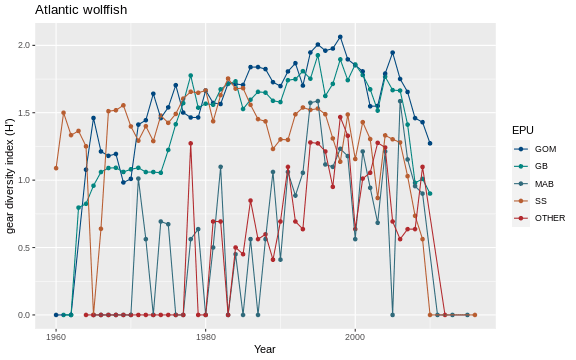 Atlantic wolffish
gear diversity index (H')
2.0
1.5
1.0
0.5
0.0
1960
1980
2000
Year
EPU
GOM
GB
MAB
SS
OTHER